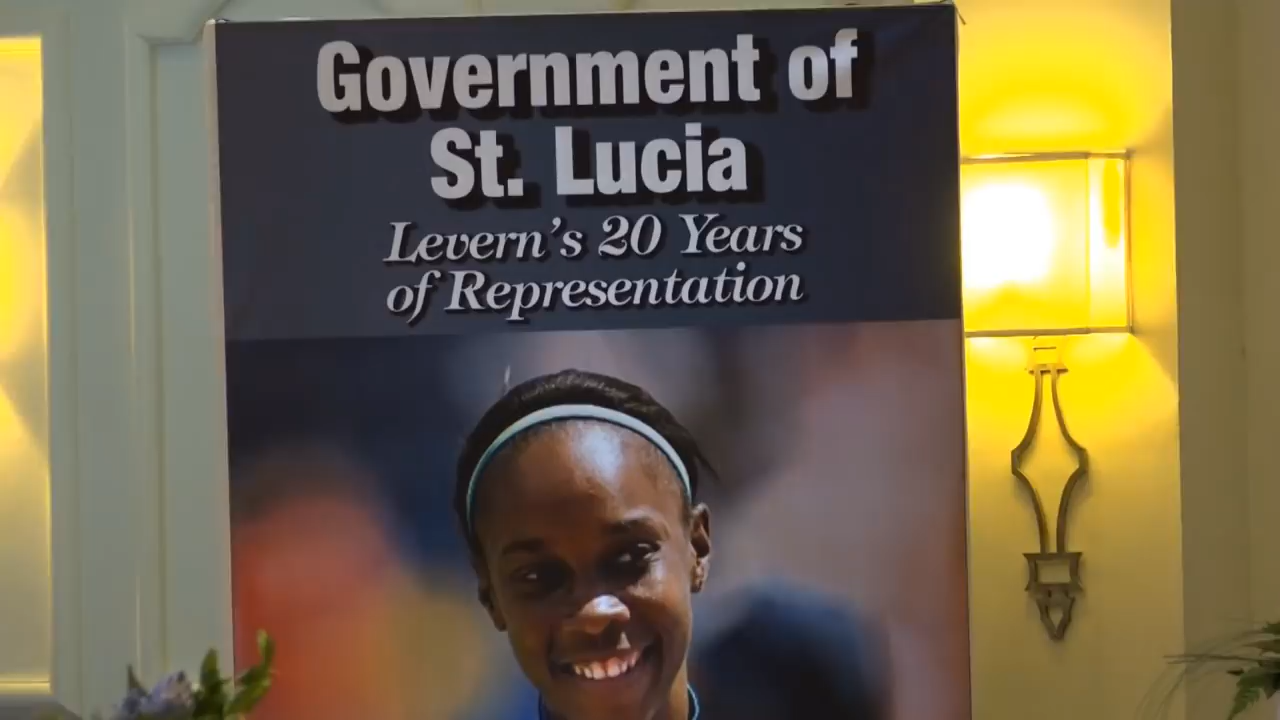 Government of
St. Lucia
Levern's 20 Years
of Representation